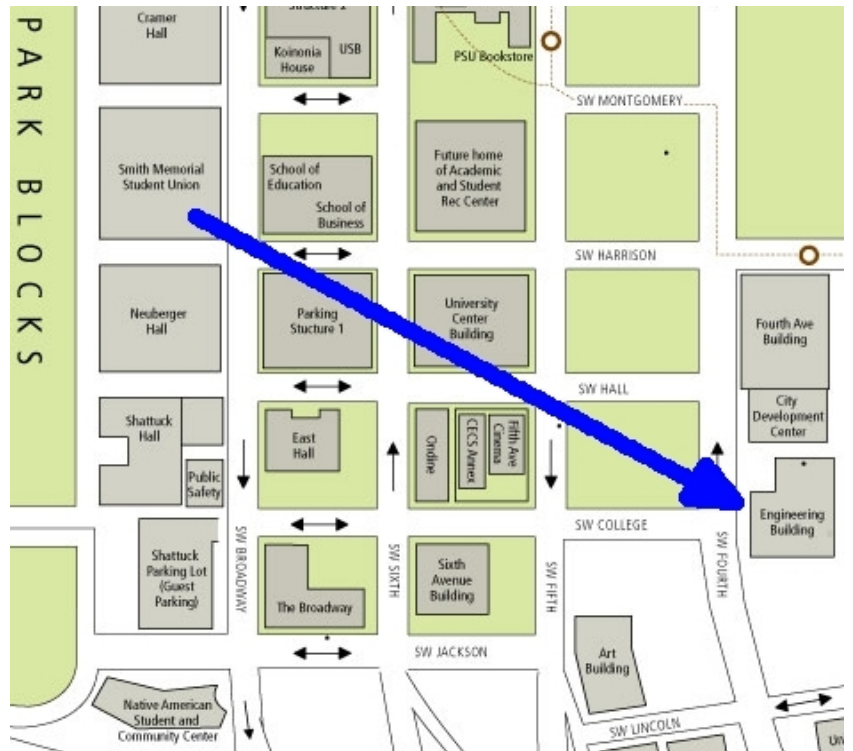 PARK BLOCKS
Cramer
Hall
Structure 2
Koinonia
House
USB
PSU Bookstore
SW MONTGOMERY
Smith Memorial
Student Union
School of
Education
School of
Business
Future home
of Academic
and Student
Rec Center
SW HARRISON
Neuberger
Hall
Parking
Stucture 1
University
Center
Building
Fourth Ave
Building
SW HALL
City
Development
Center
Shattuck
Hall
Public
Safety
East
Hall
Ondine
CECS Annex
Fifth Ave
Cinema
Engineering
Building
SW COLLEGE
Shattuck
Parking Lot
(Guest
Parking)
SW BROADWAY
The Broadway
SW SIXTH
Sixth
Avenue
Building
SW FIFTH
SW FOURTH
SW JACKSON
Art
Building
Native American
Student and
Community Center
SW LINCOLN